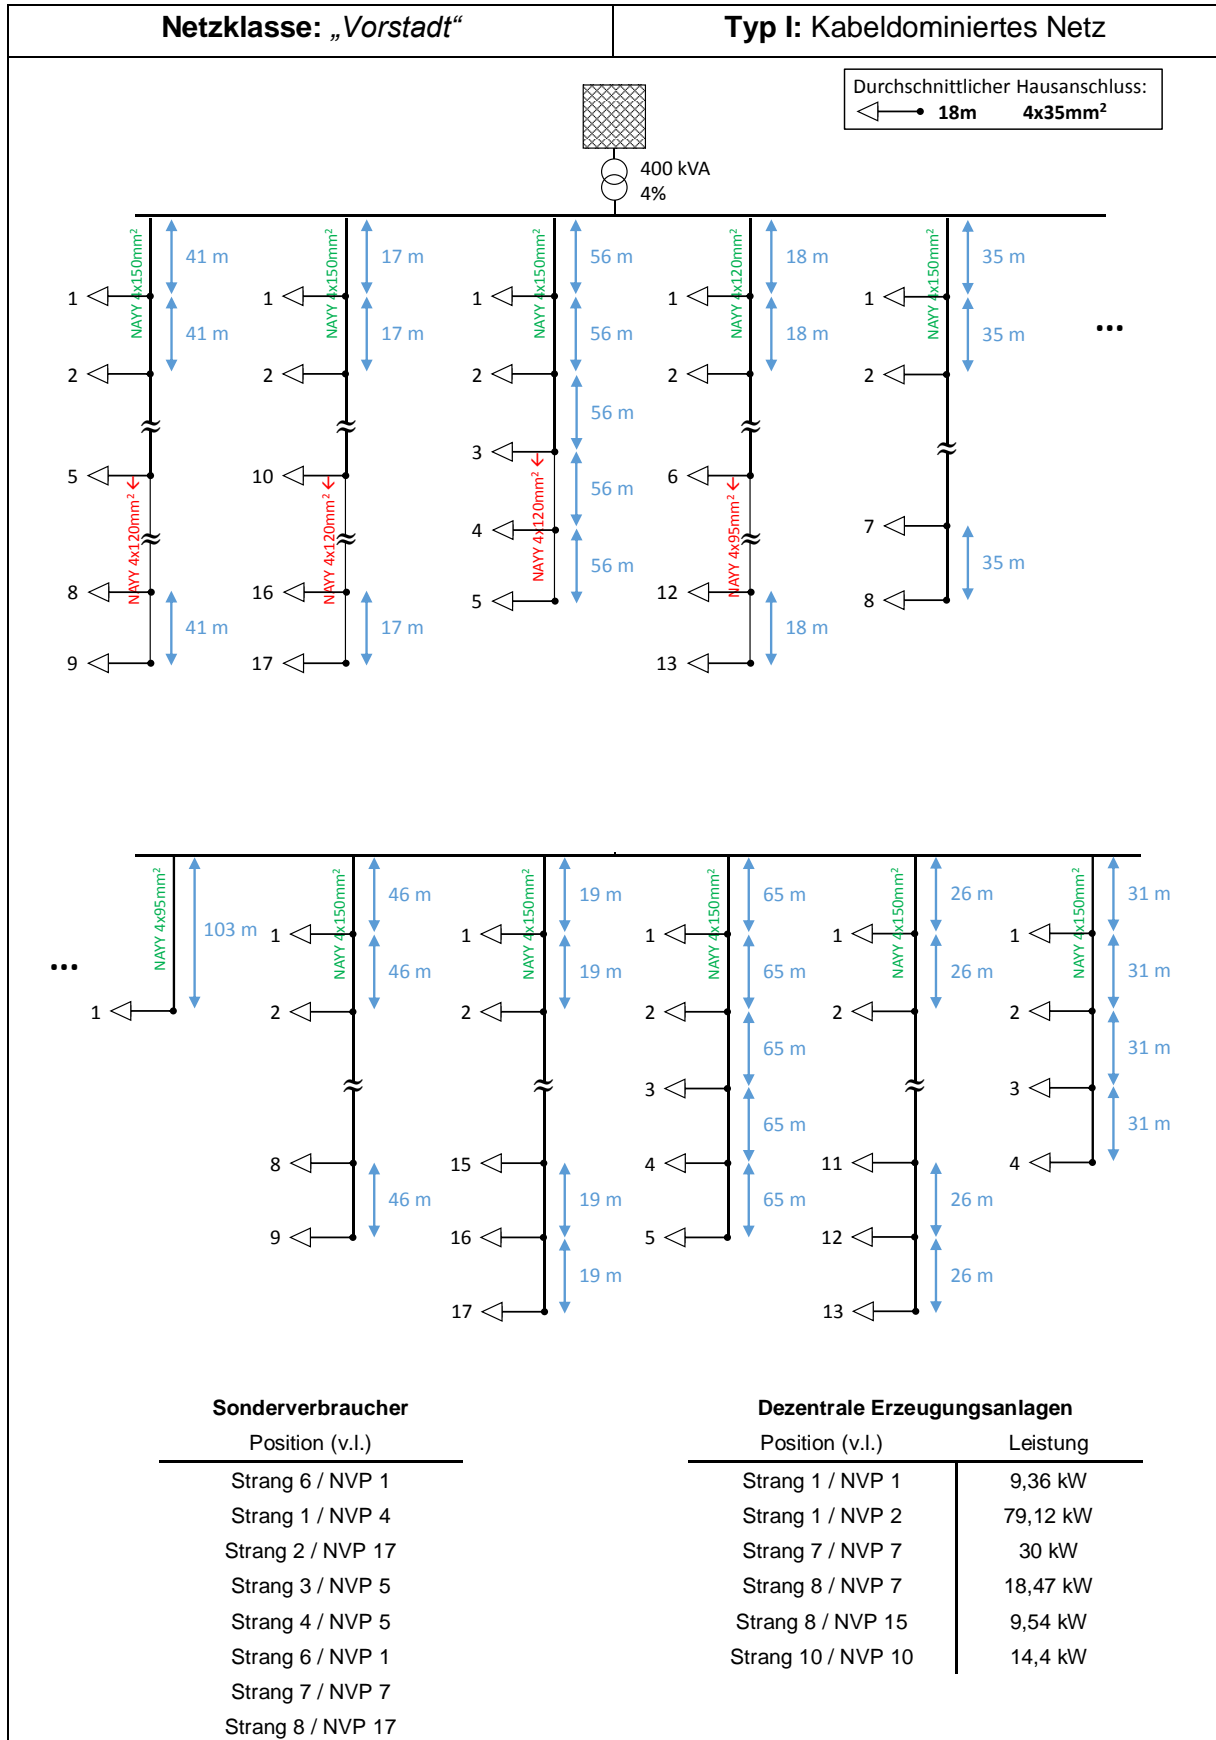 Netzklasse: „Vorstadt“
Typ I: Kabeldominiertes Netz
Durchschnittlicher Hausanschluss:
18m 4x35mm²
400 kVA
4%
NAYY 4x150mm²
41 m
NAYY 4x150mm²
17 m
NAYY 4x150mm²
56 m
NAYY 4x120mm²
18 m
NAYY 4x150mm²
35 m
1
1
1
1
1
...
41 m
17 m
56 m
18 m
35 m
2
2
2
2
2
56 m
3
5
10
6
NAYY 4x120mm²
NAYY 4x120mm²
NAYY 4x120mm²
NAYY 4x95mm²
56 m
4
7
56 m
35 m
8
16
5
12
8
41 m
17 m
18 m
9
17
13
NAYY 4x95mm²
103 m
NAYY 4x150mm²
46 m
NAYY 4x150mm²
19 m
NAYY 4x150mm²
65 m
NAYY 4x150mm²
26 m
NAYY 4x150mm²
31 m
1
1
1
1
1
...
46 m
19 m
65 m
26 m
31 m
1
2
2
2
2
2
65 m
31 m
3
3
65 m
31 m
8
15
4
11
4
46 m
19 m
65 m
26 m
9
16
5
12
19 m
26 m
17
13
Sonderverbraucher
Position (v.l.)
Strang 6 / NVP 1
Strang 1 / NVP 4
Strang 2 / NVP 17
Strang 3 / NVP 5
Strang 4 / NVP 5
Strang 6 / NVP 1
Strang 7 / NVP 7
Strang 8 / NVP 17
Dezentrale Erzeugungsanlagen
Position (v.l.) Leistung
Strang 1 / NVP 1 9,36 kW
Strang 1 / NVP 2 79,12 kW
Strang 7 / NVP 7 30 kW
Strang 8 / NVP 7 18,47 kW
Strang 8 / NVP 15 9,54 kW
Strang 10 / NVP 10 14,4 kW